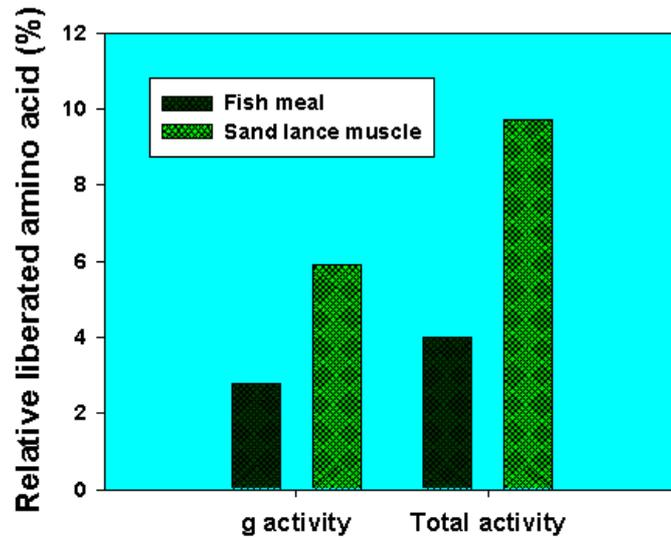 Relative liberated amino acid (%)
12
10
8
6
4
2
0
Fish meal
Sand lance muscle
g activity Total activity